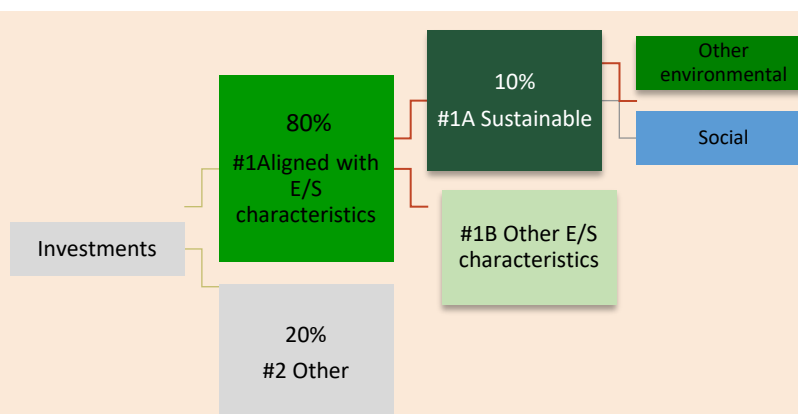 Investments
80%
#1Aligned with
E/S
characteristics
20%
#2 Other
10%
#1A Sustainable
#1B Other E/S
characteristics
Other
environmental
Social